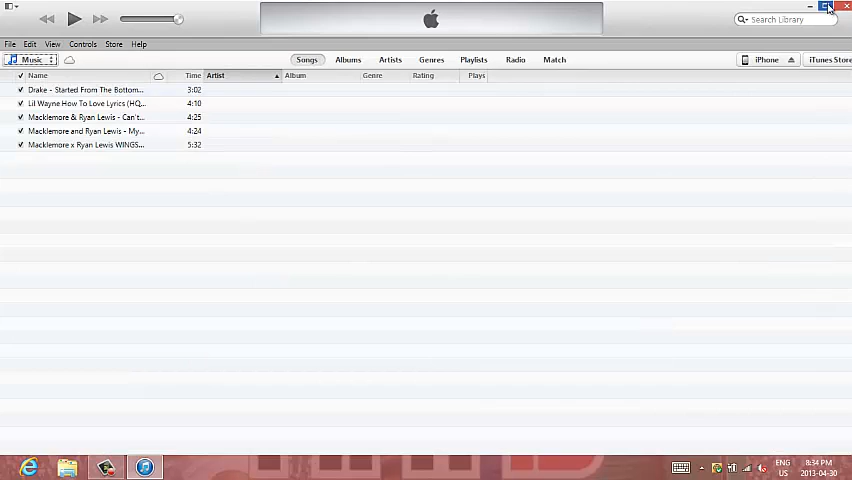 Search Library
File Edit View Controls Store Help
Music Songs Albums Artists Genres Playlists Radio Match iPhone iTunes Store
Name Time Artist Album Genre Rating Plays
Drake - Started From The Bottom... 3:02
Lil Wayne How To Love Lyrics (HQ... 4:10
Macklemore & Ryan Lewis - Can't... 4:25
Macklemore and Ryan Lewis - My... 4:24
Macklemore x Ryan Lewis WINGS... 5:32
ENG 8:34 PM
US 2013-04-30